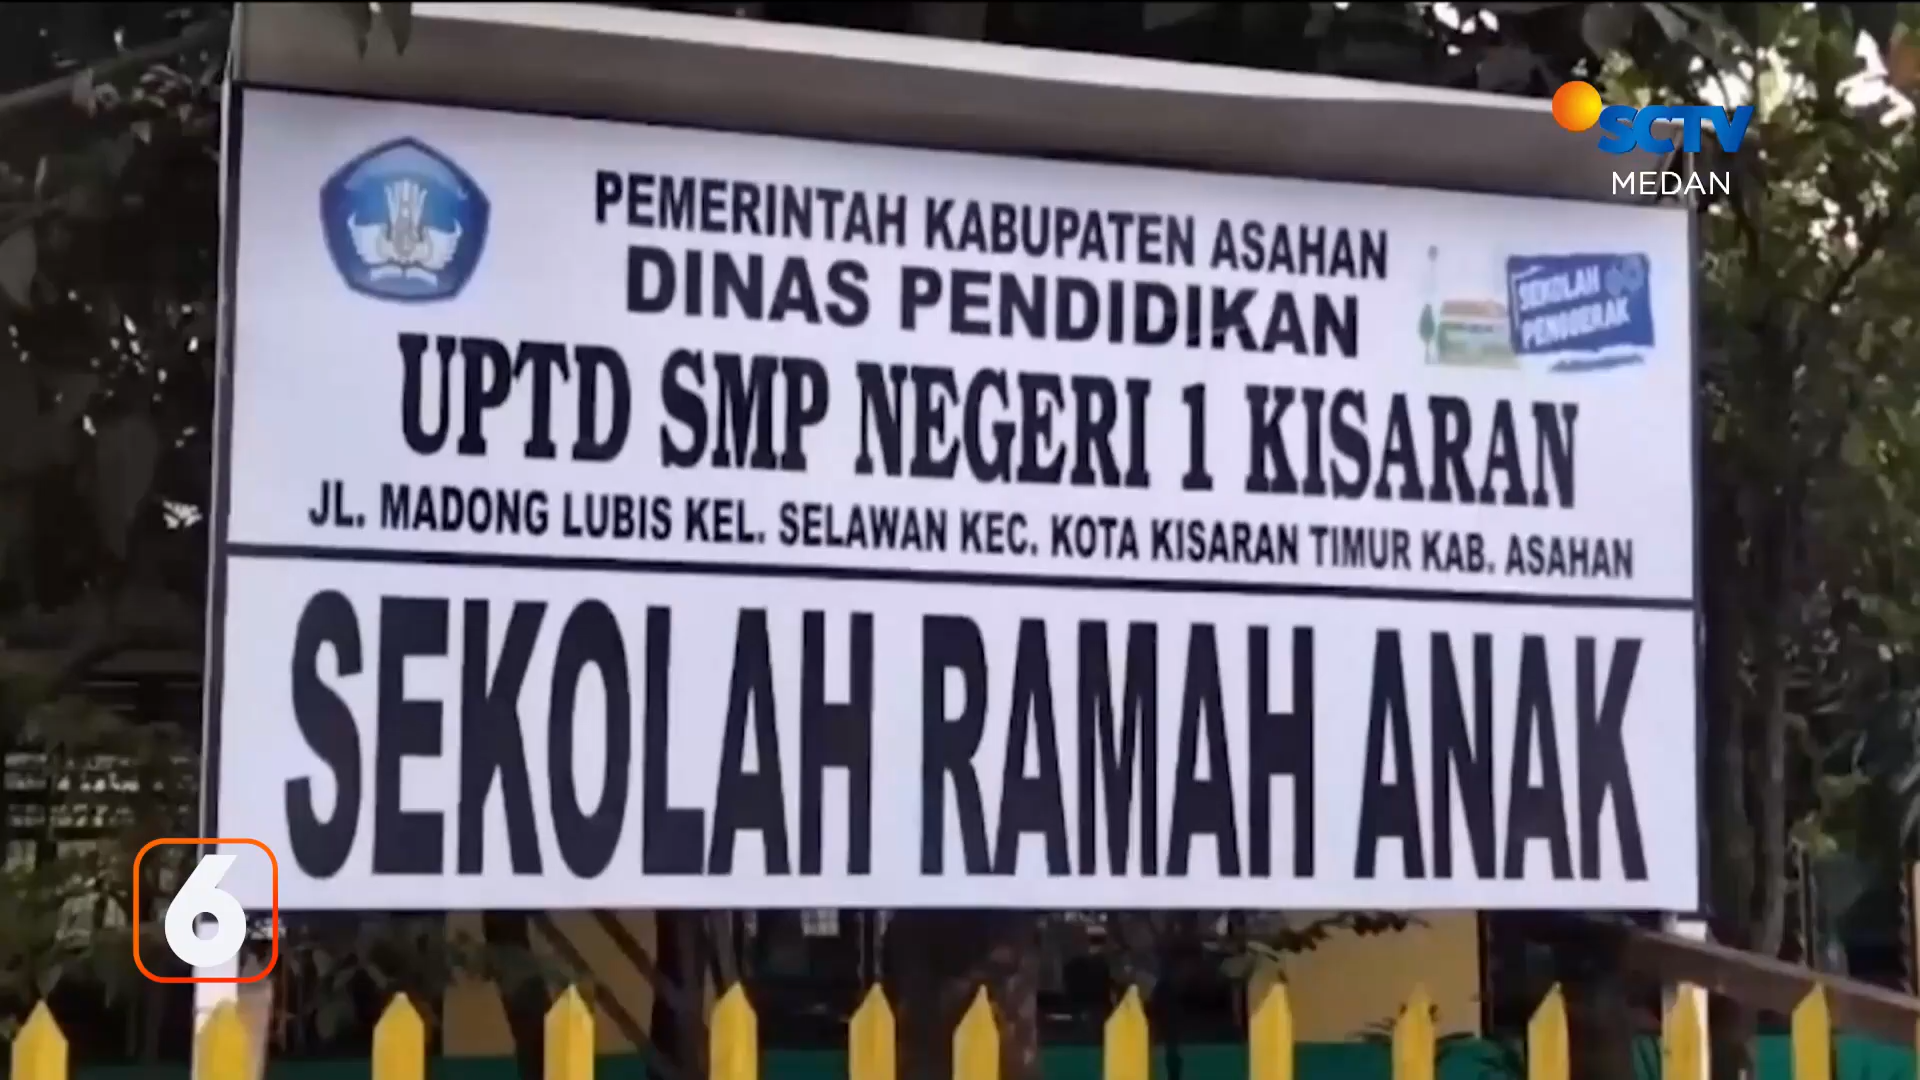 SCTV
MEDAN
PEMERINTAH KABUPATEN ASAHAN
DINAS PENDIDIKAN
SEKOLAH
PENGGERAK
UPTD SMP NEGERI 1 KISARAN
JL. MADONG LUBIS KEL. SELAWAN KEC. KOTA KISARAN TIMUR KAB. ASAHAN
SEKOLAH RAMAH ANAK
6